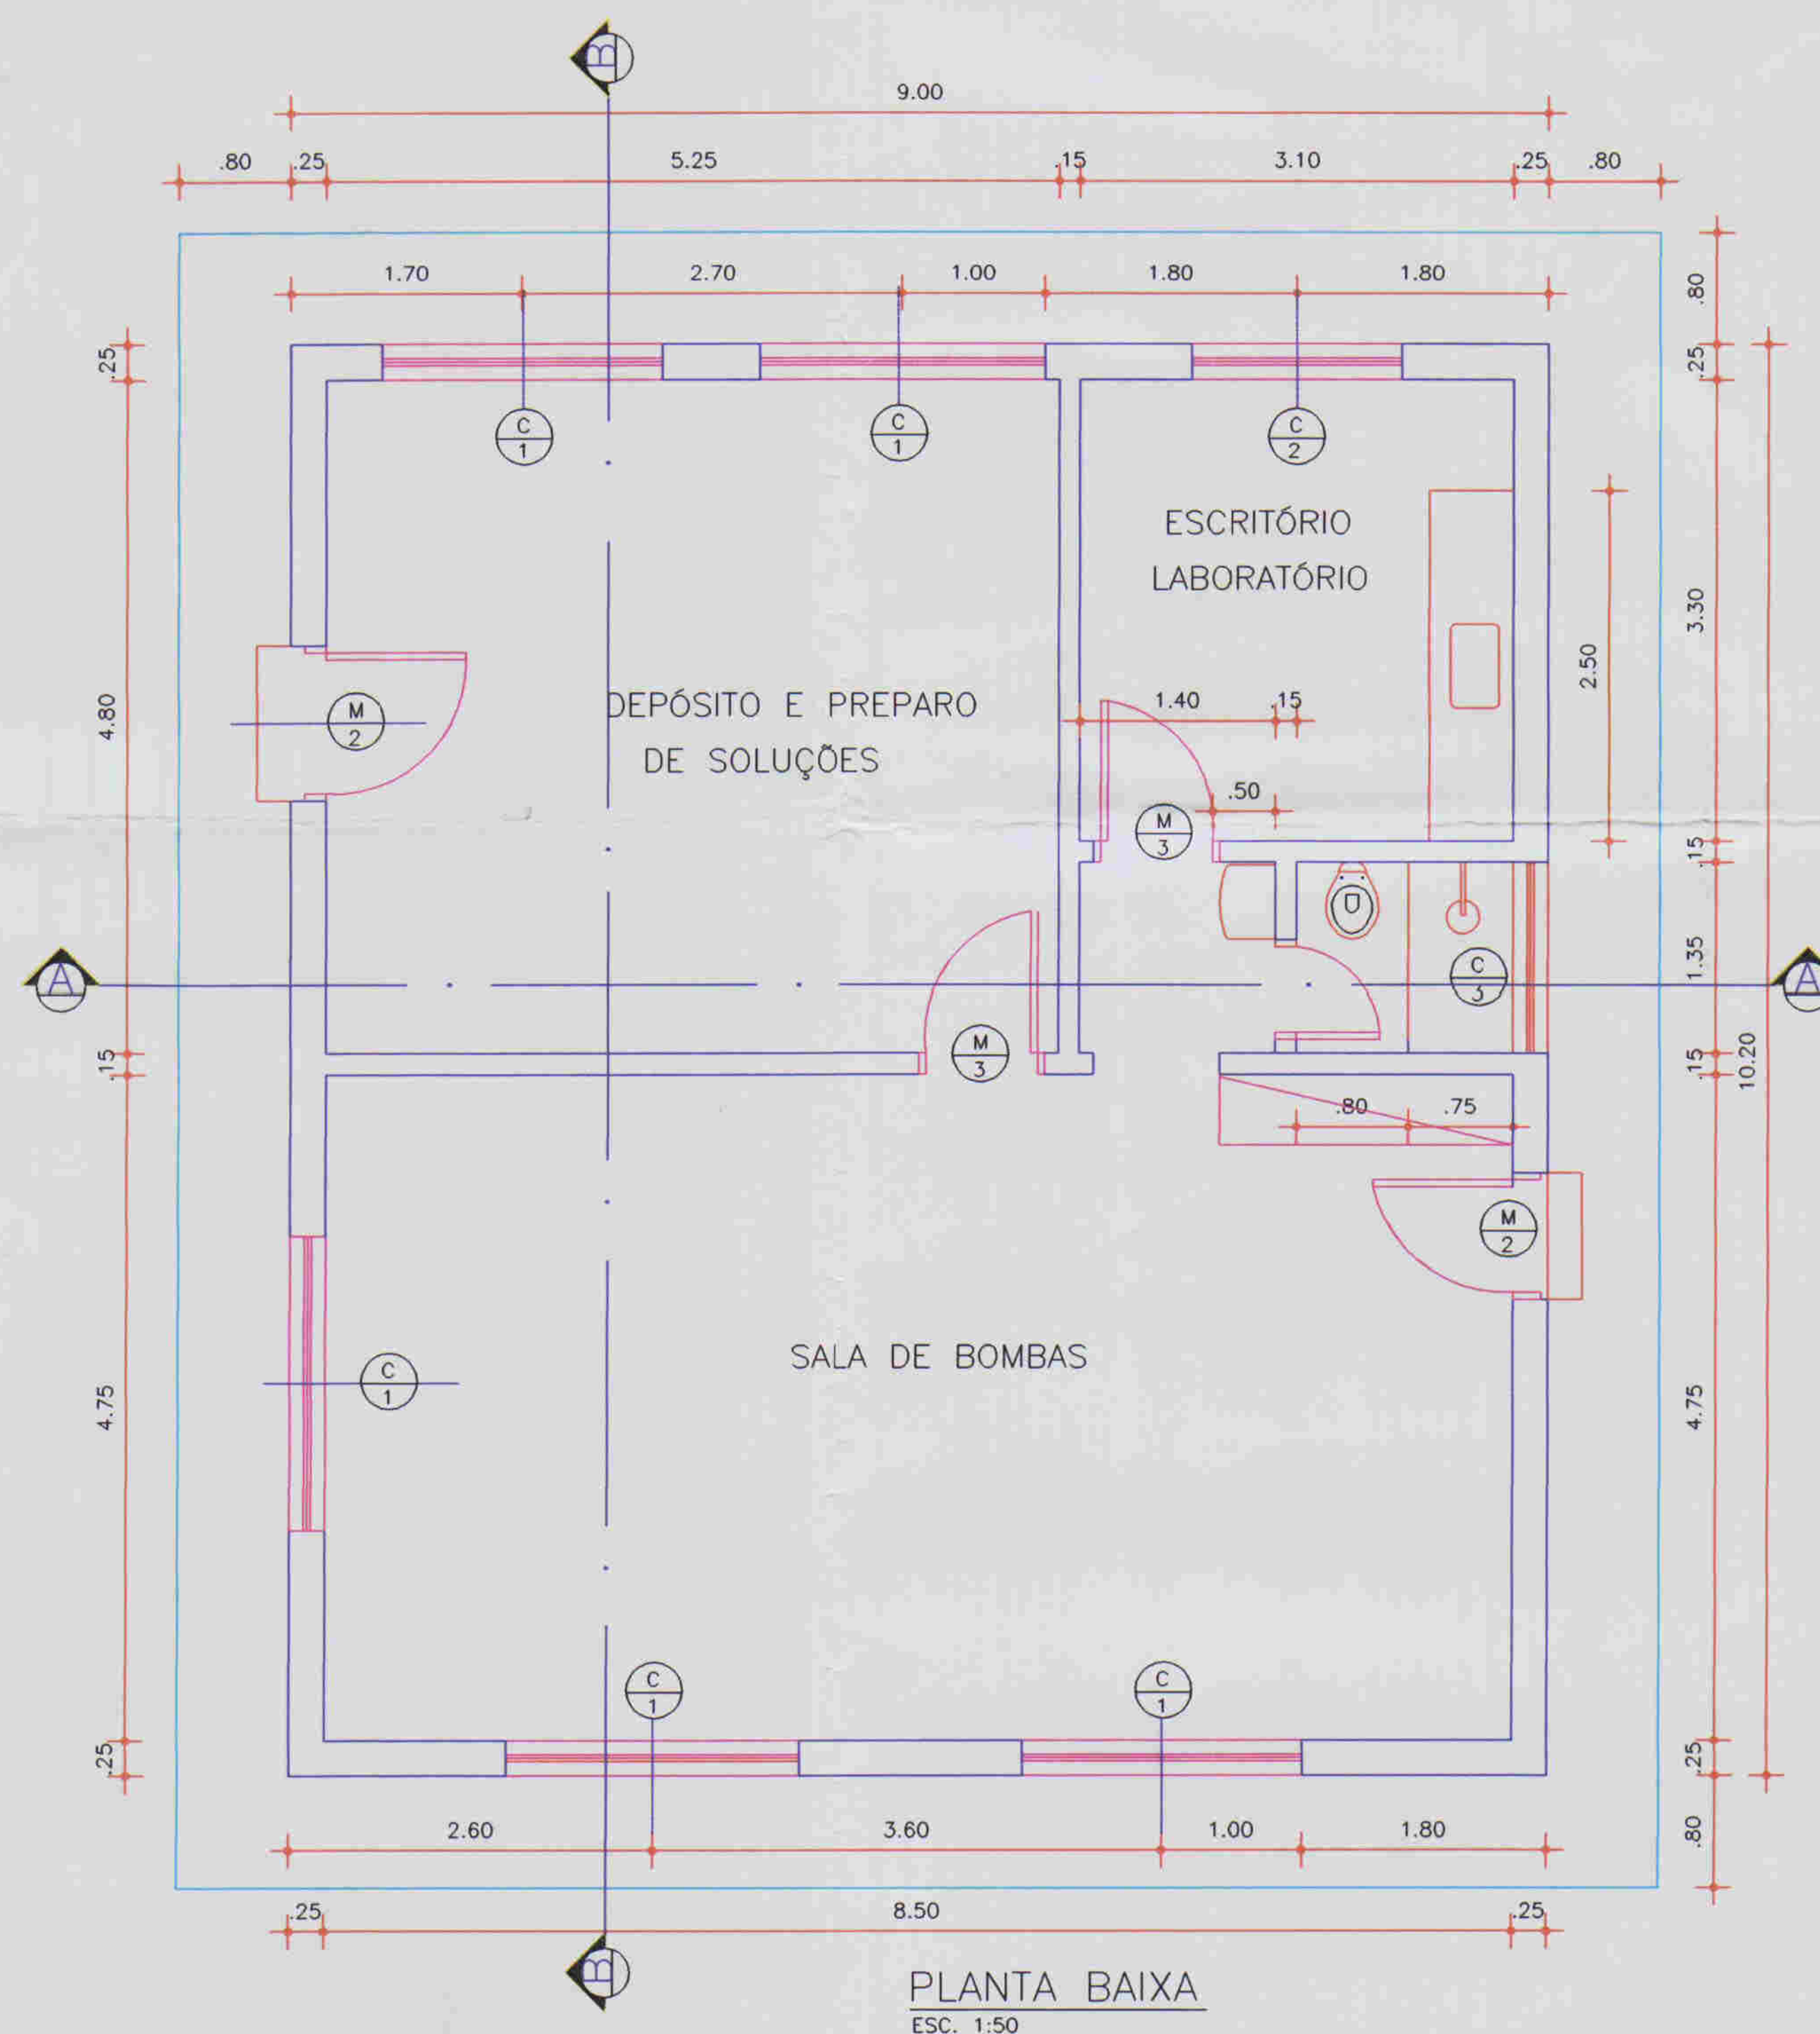 B
9.00
.80 .25 5.25 .15 3.10 .25 .80
1.70 2.70 1.00 1.80 1.80
.80
.25
.25
C
1
C
1
C
2
ESCRITÓRIO
LABORATÓRIO
3.30
2.50
4.80
M
2
DEPÓSITO E PREPARO
DE SOLUÇÕES
1.40 .15
.50
M
3
.15
1.35
A
C
3
A
M
3
.15
.15
10.20
.80 .75
M
2
SALA DE BOMBAS
C
1
4.75
4.75
C
1
C
1
.25
.25
2.60 3.60 1.00 1.80
.80
.25 8.50 .25
B
PLANTA BAIXA
ESC. 1:50